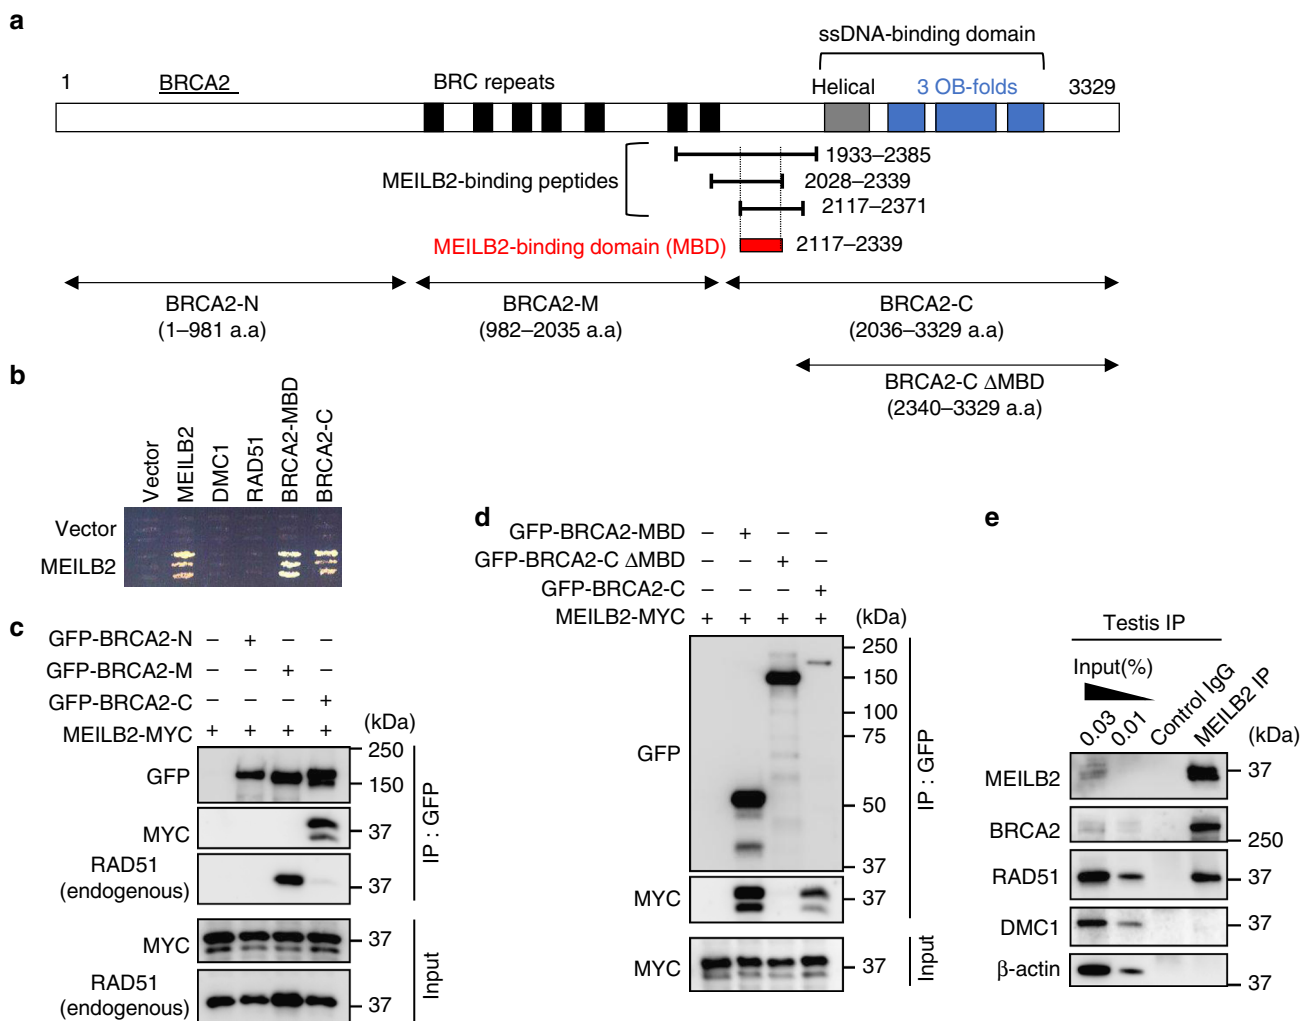 a
ssDNA-binding domain
1 BRCA2 BRC repeats Helical 3 OB-folds 3329
1933–2385
MEILB2-binding peptides 2028–2339
2117–2371
MEILB2-binding domain (MBD) 2117–2339
BRCA2-N BRCA2-M BRCA2-C
(1–981 a.a) (982–2035 a.a) (2036–3329 a.a)
BRCA2-C ΔMBD
(2340–3329 a.a)
b
Vector MEILB2 DMC1 RAD51 BRCA2-MBD BRCA2-C
Vector
MEILB2
c
GFP-BRCA2-N – + – –
GFP-BRCA2-M – – + –
GFP-BRCA2-C – – – +
MEILB2-MYC + + + + (kDa)
GFP 250
150
MYC 37
RAD51
(endogenous) 37
IP : GFP
MYC 37
RAD51
(endogenous) 37
Input
d
GFP-BRCA2-MBD – + – –
GFP-BRCA2-C ΔMBD – – + –
GFP-BRCA2-C – – – +
MEILB2-MYC + + + + (kDa)
250
150
100
75
GFP
50
37
MYC 37
IP : GFP
MYC 37
Input
e
Testis IP
Input(%)
0.03 0.01 Control IgG MEILB2 IP (kDa)
MEILB2 37
BRCA2 250
RAD51 37
DMC1 37
β-actin 37